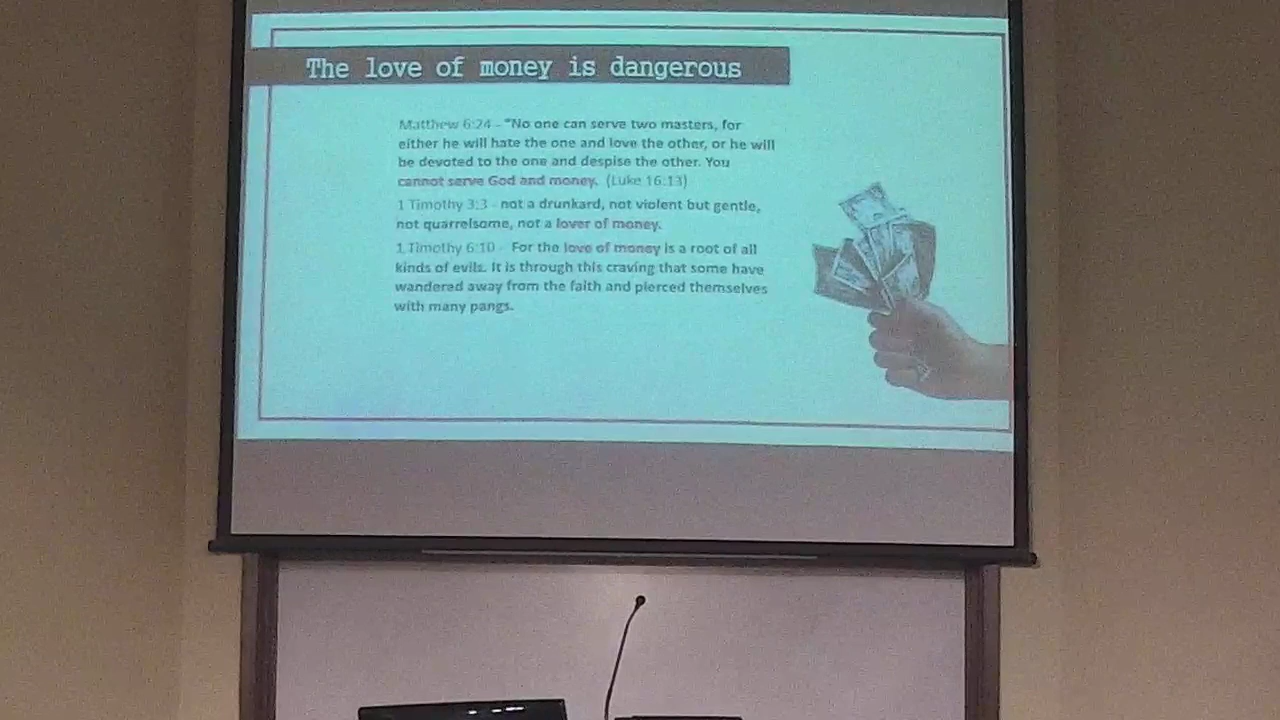 The love of money is dangerous
Matthew 6:24 - "No one can serve two masters, for
either he will hate the one and love the other, or he will
be devoted to the one and despise the other. You
cannot serve God and money. (Luke 16:13)
1 Timothy 3:3 - not a drunkard, not violent but gentle,
not quarrelsome, not a lover of money.
1 Timothy 6:10 - For the love of money is a root of all
kinds of evils. It is through this craving that some have
wandered away from the faith and pierced themselves
with many pangs.